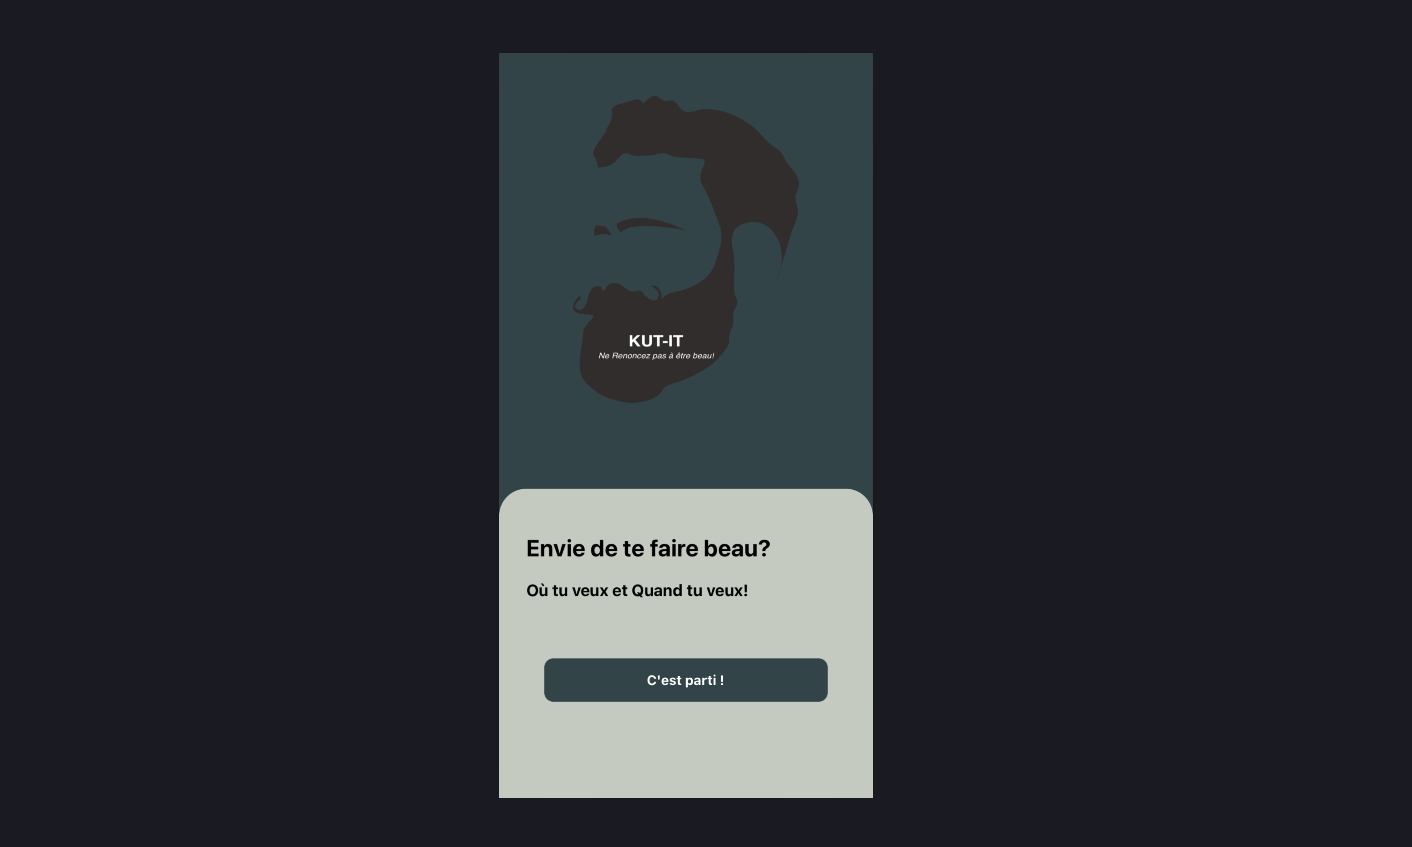 KUT-IT
Ne Renoncez pas à être beau!
Envie de te faire beau?
Où tu veux et Quand tu veux!
C'est parti !